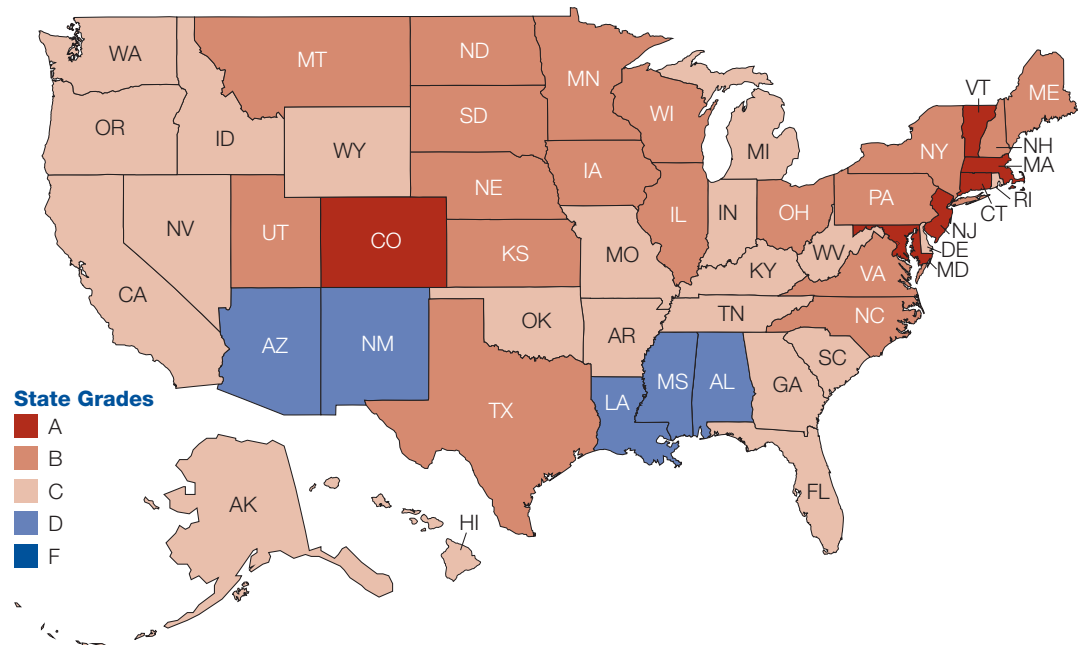 WA
MT
ND
MN
VT
ME
OR
ID
SD
WI
WY
MI
NY
NH
MA
NE
IA
RI
CT
NV
UT
CO
KS
IL
IN
OH
PA
NJ
DE
MD
CA
MO
WV
KY
VA
AZ
NM
OK
AR
TN
NC
SC
MS
AL
GA
LA
TX
FL
AK
HI
State Grades
A
B
C
D
F